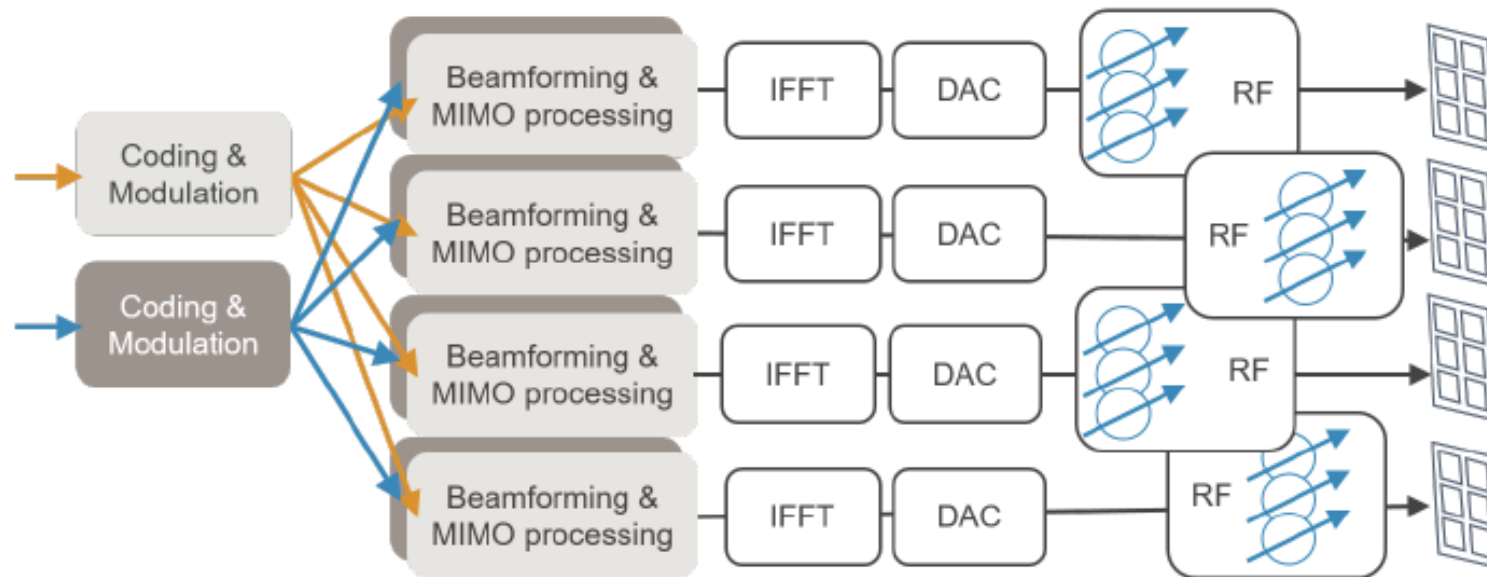 Coding &
Modulation
Coding &
Modulation
Beamforming &
MIMO processing
IFFT
DAC
RF
Beamforming &
MIMO processing
IFFT
DAC
RF
Beamforming &
MIMO processing
IFFT
DAC
RF
Beamforming &
MIMO processing
IFFT
DAC
RF